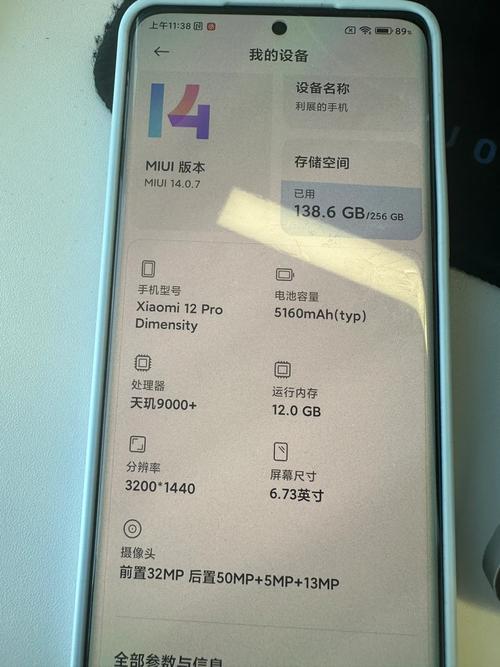 上午11:38
89%
我的设备
14
MIUI 版本
MIUI 14.0.7
设备名称
利展的手机
存储空间
已用
138.6 GB/256 GB
手机型号
Xiaomi 12 Pro
Dimensity
电池容量
5160mAh(typ)
处理器
天玑9000+
运行内存
12.0 GB
分辨率
3200*1440
屏幕尺寸
6.73英寸
摄像头
前置32MP 后置50MP+5MP+13MP
全部参数与信息